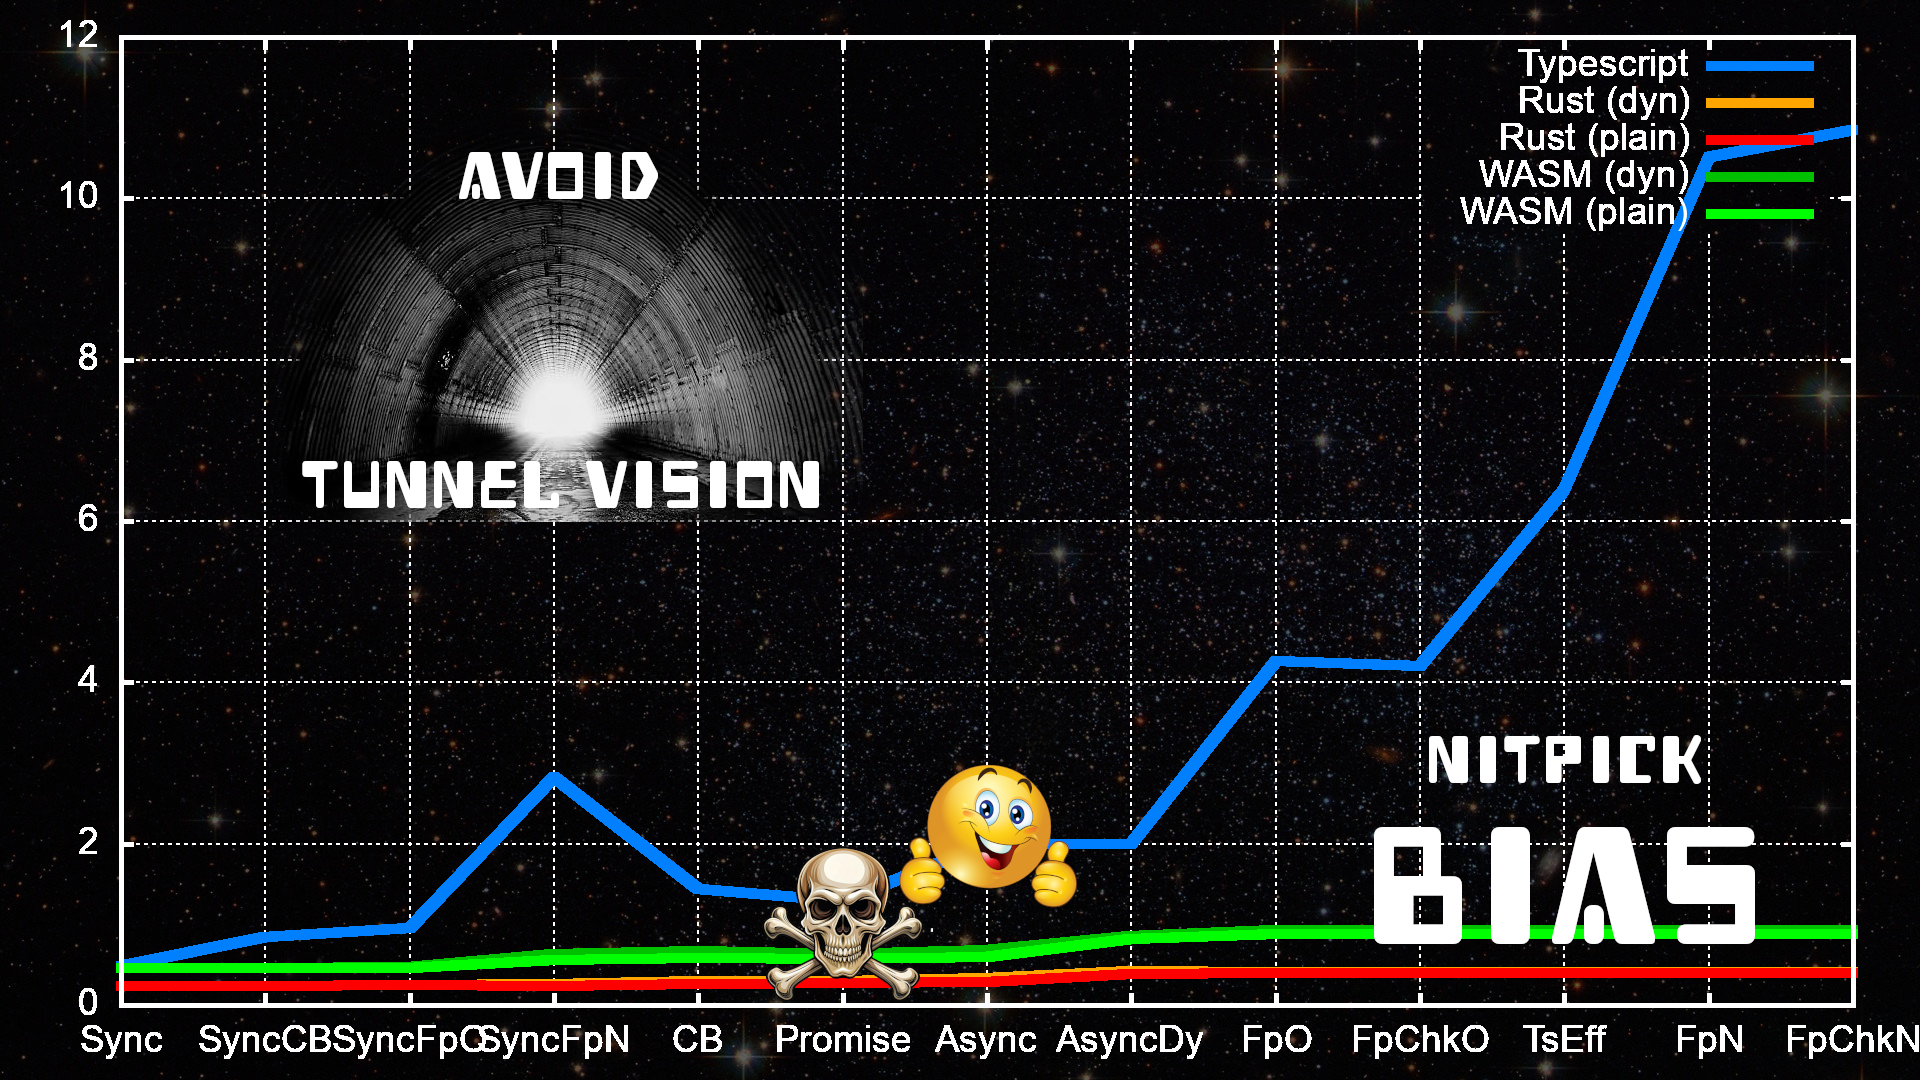 12
10
8
6
4
2
0
Typescript
Rust (dyn)
Rust (plain)
WASM (dyn)
WASM (plain)
AVOID
TUNNEL VISION
NITPICK
BIAS
Sync SyncCB SyncFpO SyncFpN CB Promise Async AsyncDy FpO FpChkO TsEff FpN FpChkN